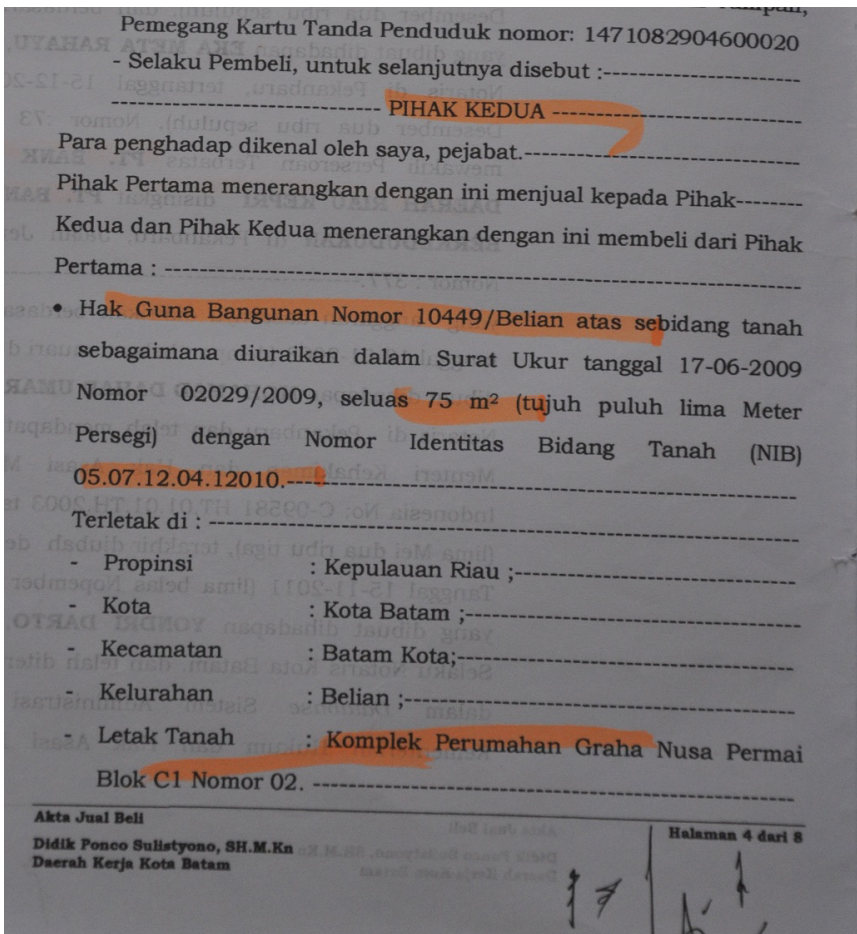 Pemegang Kartu Tanda Penduduk nomor: 1471082904600020
- Selaku Pembeli, untuk selanjutnya disebut :-----------------------
------------------------------- PIHAK KEDUA -----------------------------
Para penghadap dikenal oleh saya, pejabat.--------------------------------
Pihak Pertama menerangkan dengan ini menjual kepada Pihak--------
Kedua dan Pihak Kedua menerangkan dengan ini membeli dari Pihak
Pertama : --------------------------------------------------------------------------
• Hak Guna Bangunan Nomor 10449/Belian atas sebidang tanah
sebagaimana diuraikan dalam Surat Ukur tanggal 17-06-2009
Nomor 02029/2009, seluas 75 m² (tujuh puluh lima Meter
Persegi) dengan Nomor Identitas Bidang Tanah (NIB)
05.07.12.04.12010.-----------------------------------------------------------
Terletak di : --------------------------------------------------------------------
- Propinsi : Kepulauan Riau ;---------------------------------
- Kota : Kota Batam ;---------------------------------------
- Kecamatan : Batam Kota;---------------------------------------
- Kelurahan : Belian ;---------------------------------------------
- Letak Tanah : Komplek Perumahan Graha Nusa Permai
Blok C1 Nomor 02. -------------------------------------------------------
Akta Jual Beli
Halaman 4 dari 8
Didik Ponco Sulistyono, SH.M.Kn
Daerah Kerja Kota Batam